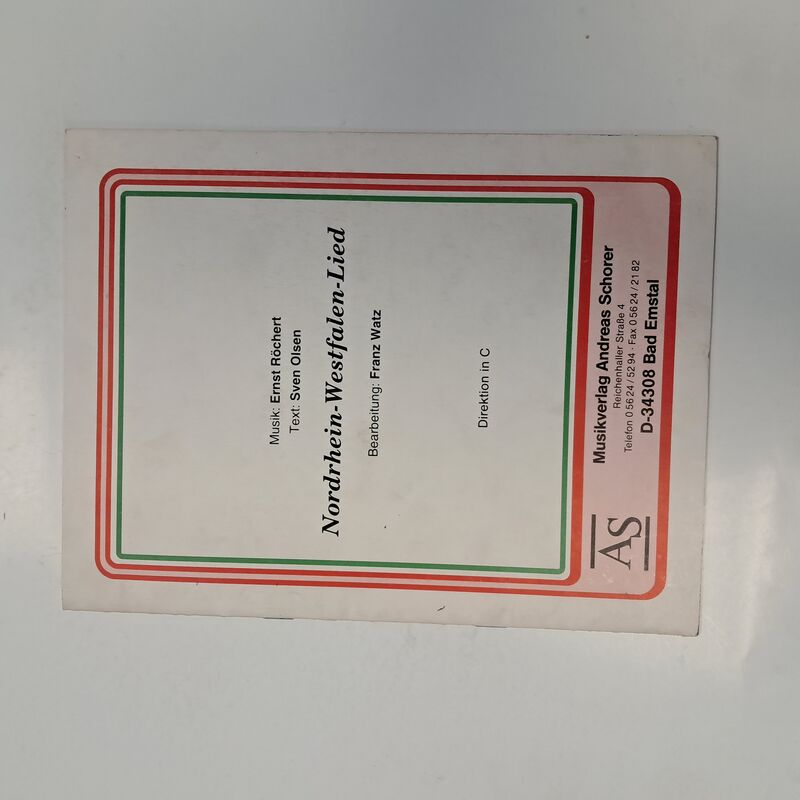 Musik: Ernst Röchert
Text: Sven Olsen
Nordrhein-Westfalen-Lied
Bearbeitung: Franz Watz
Direktion in C
AS
Musikverlag Andreas Schorer
Reichenhaller Straße 4
Telefon 0 56 24 / 52 94 · Fax 0 56 24 / 21 82
D-34308 Bad Emstal